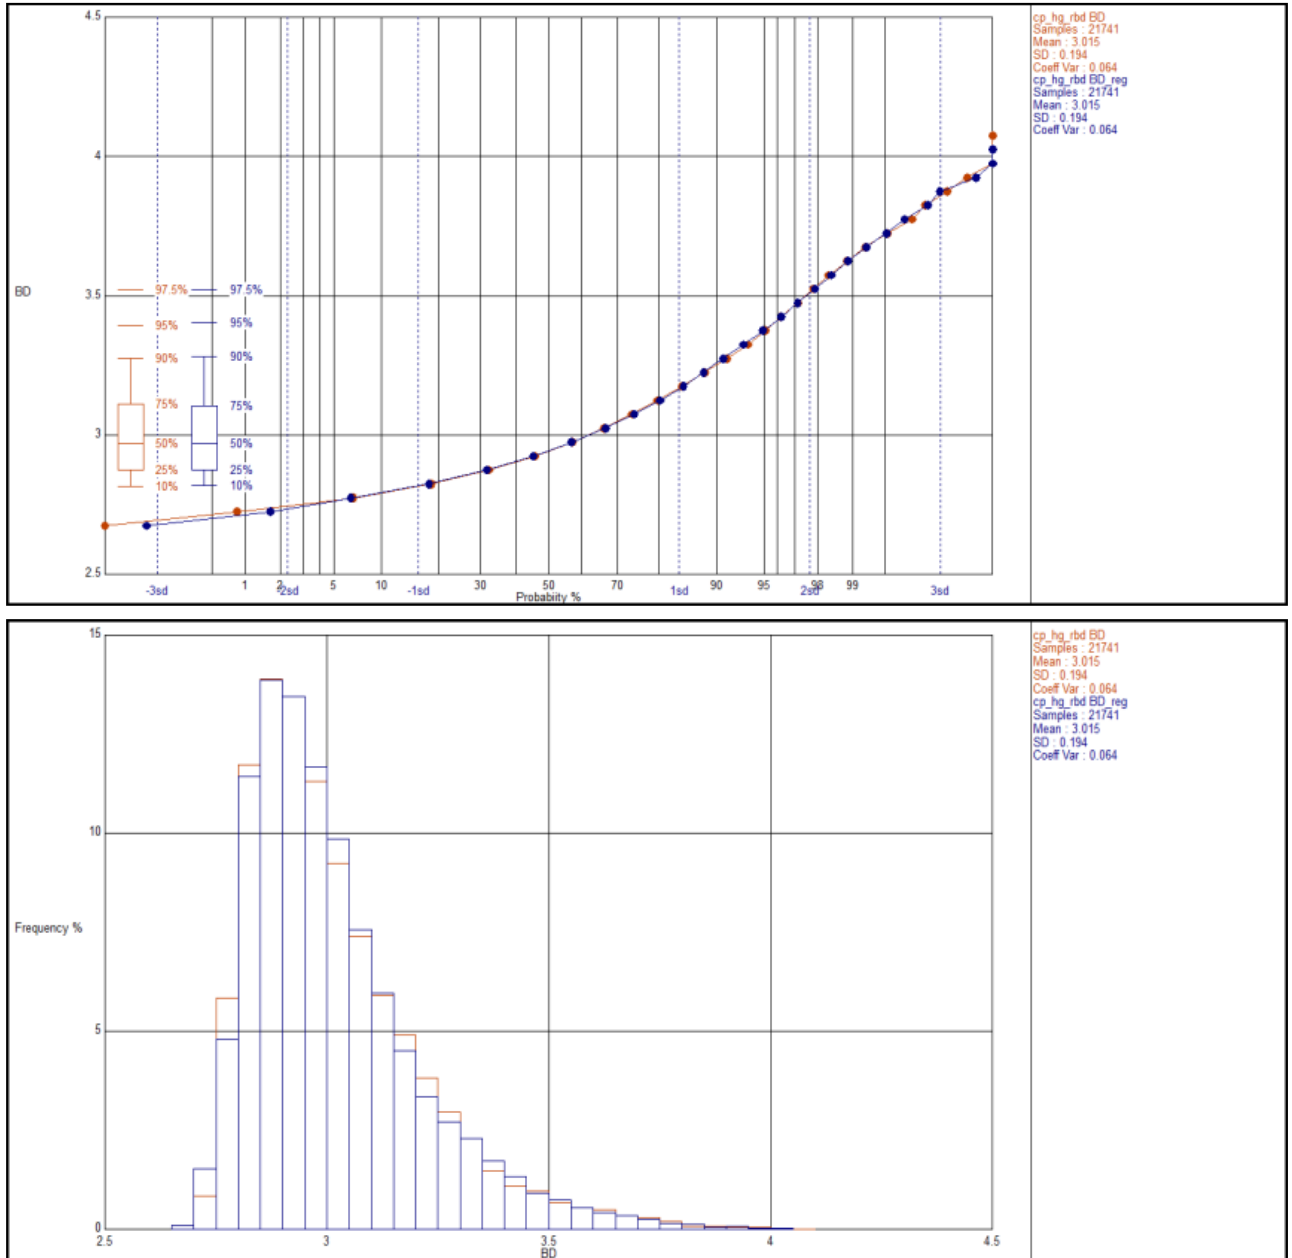 4.5
4
3.5
3
2.5
BD
97.5% 97.5%
95% 95%
90% 90%
75% 75%
50% 50%
25% 25%
10% 10%
1 2 5 10 30 50 70 90 95 98 99
-3sd -2sd -1sd 1sd 2sd 3sd
Probabiity %
cp_hg_rbd BD
Samples : 21741
Mean : 3.015
SD : 0.194
Coeff Var : 0.064
cp_hg_rbd BD_reg
Samples : 21741
Mean : 3.015
SD : 0.194
Coeff Var : 0.064
15
10
5
0
Frequency %
2.5 3 3.5 4 4.5
BD
cp_hg_rbd BD
Samples : 21741
Mean : 3.015
SD : 0.194
Coeff Var : 0.064
cp_hg_rbd BD_reg
Samples : 21741
Mean : 3.015
SD : 0.194
Coeff Var : 0.064